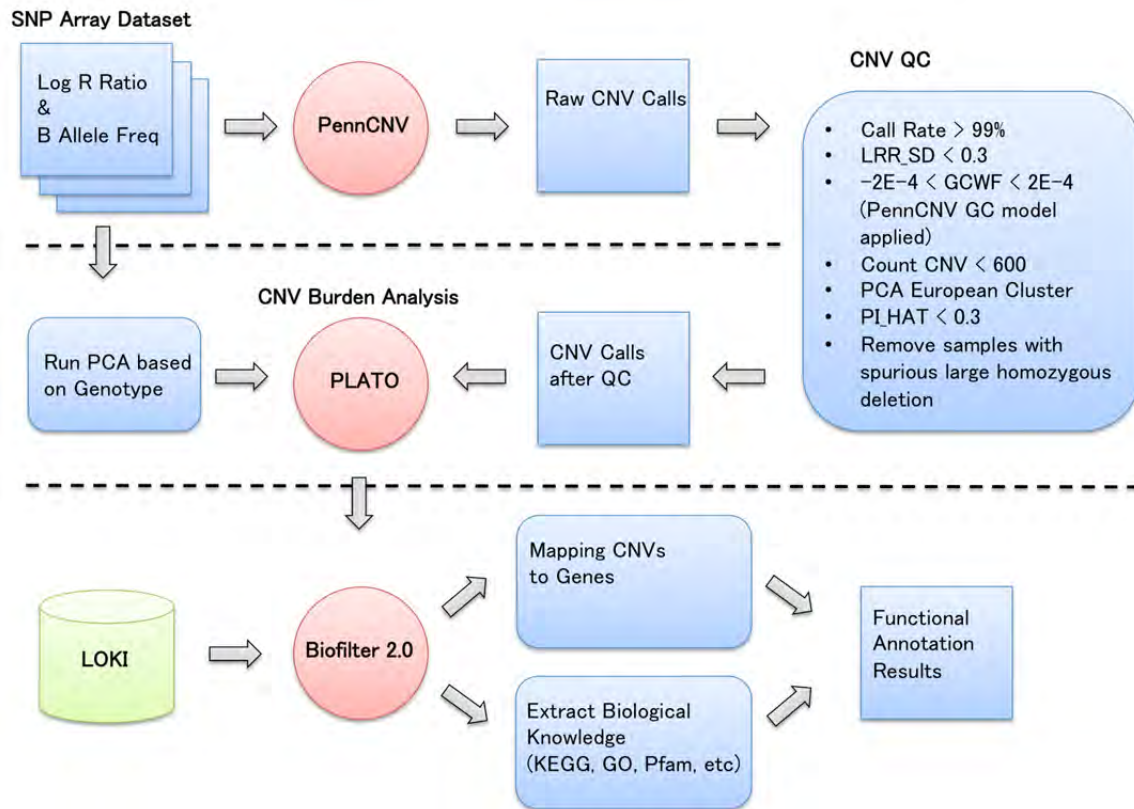 SNP Array Dataset
Log R Ratio
&
B Allele Freq
PennCNV
Raw CNV Calls
CNV QC
• Call Rate > 99%
• LRR_SD < 0.3
• -2E-4 < GCWF < 2E-4
(PennCNV GC model
applied)
• Count CNV < 600
• PCA European Cluster
• PI_HAT < 0.3
• Remove samples with
spurious large homozygous
deletion
CNV Burden Analysis
Run PCA based
on Genotype
PLATO
CNV Calls
after QC
LOKI
Biofilter 2.0
Mapping CNVs
to Genes
Extract Biological
Knowledge
(KEGG, GO, Pfam, etc)
Functional
Annotation
Results